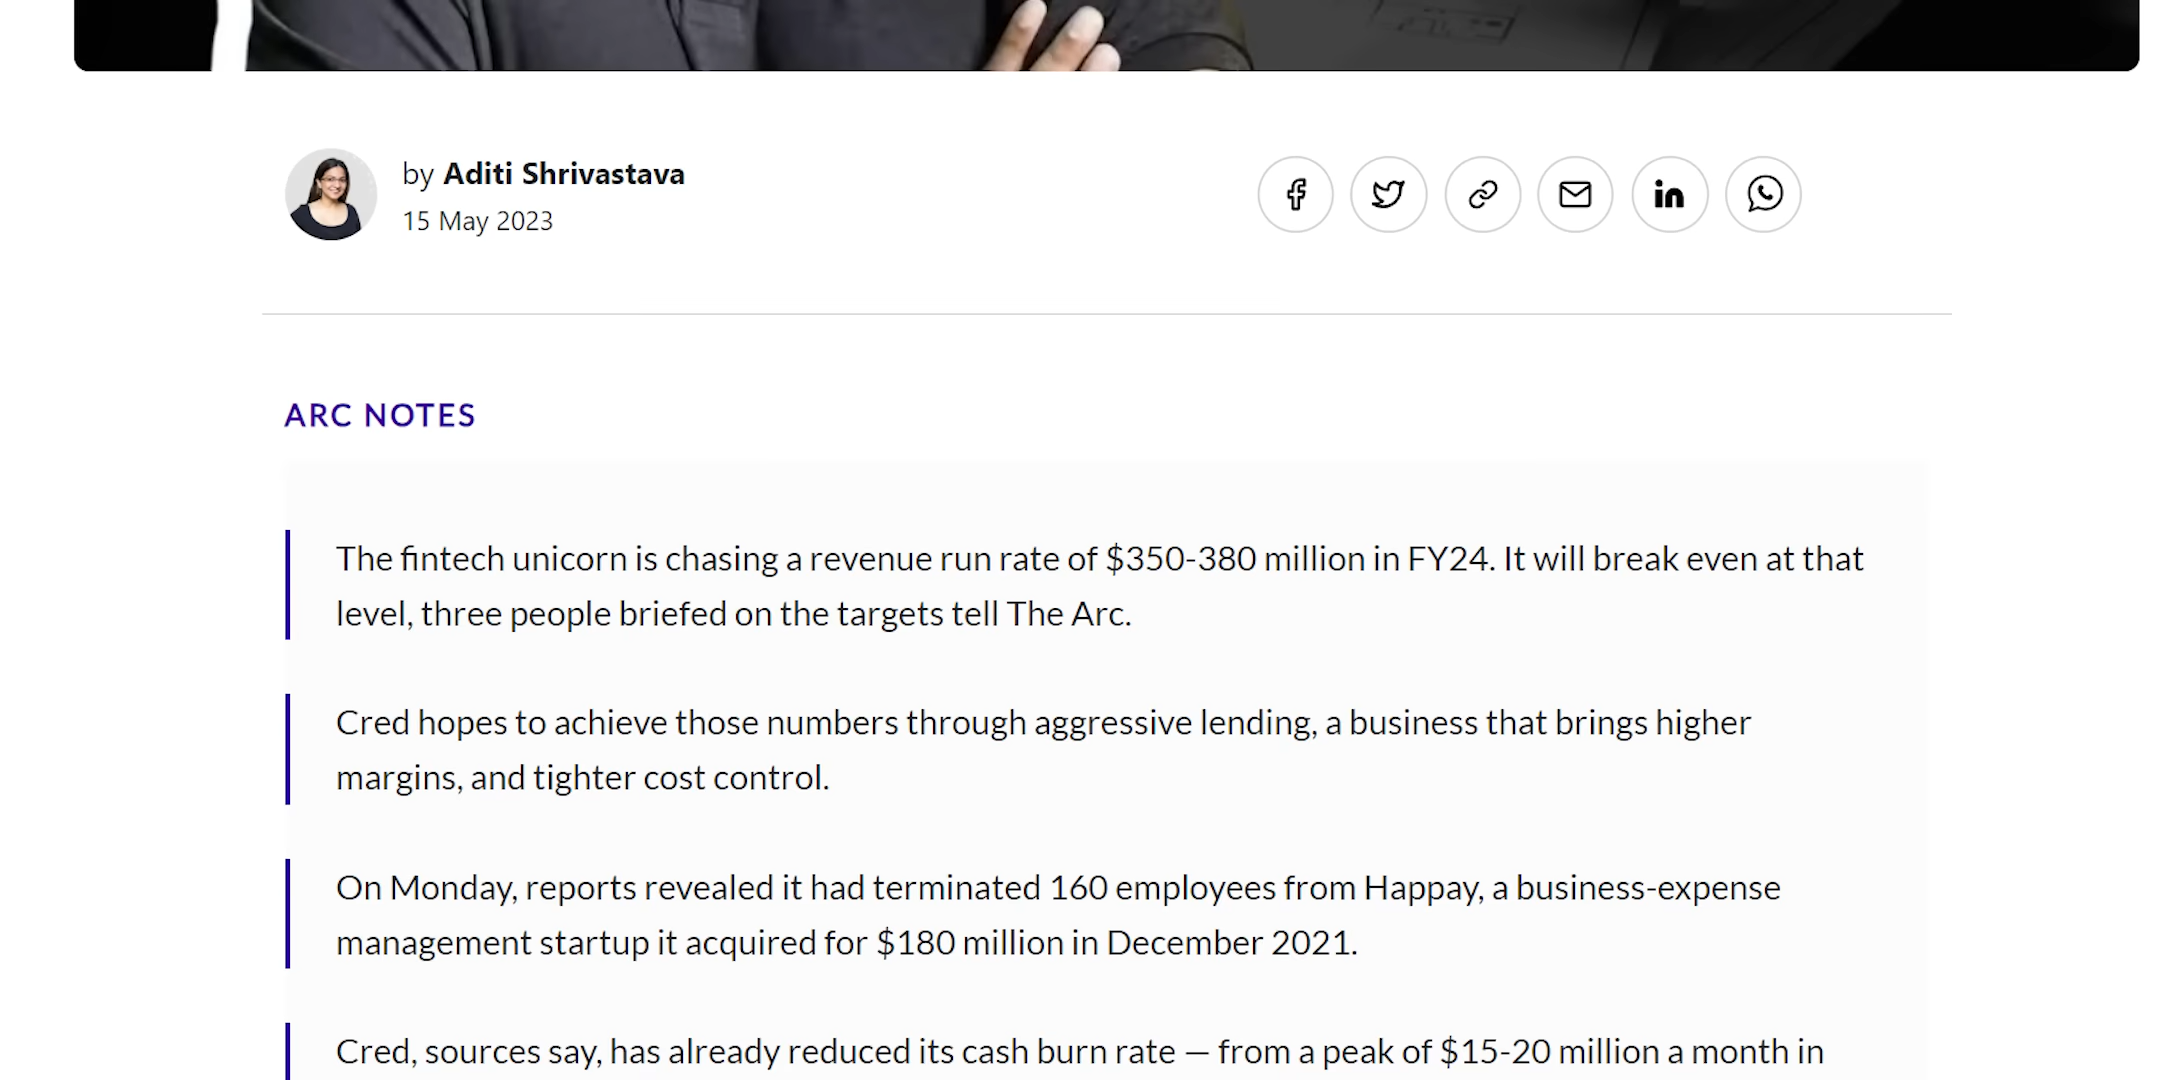 by Aditi Shrivastava
15 May 2023
ARC NOTES
The fintech unicorn is chasing a revenue run rate of $350-380 million in FY24. It will break even at that
level, three people briefed on the targets tell The Arc.
Cred hopes to achieve those numbers through aggressive lending, a business that brings higher
margins, and tighter cost control.
On Monday, reports revealed it had terminated 160 employees from Happay, a business-expense
management startup it acquired for $180 million in December 2021.
Cred, sources say, has already reduced its cash burn rate — from a peak of $15-20 million a month in